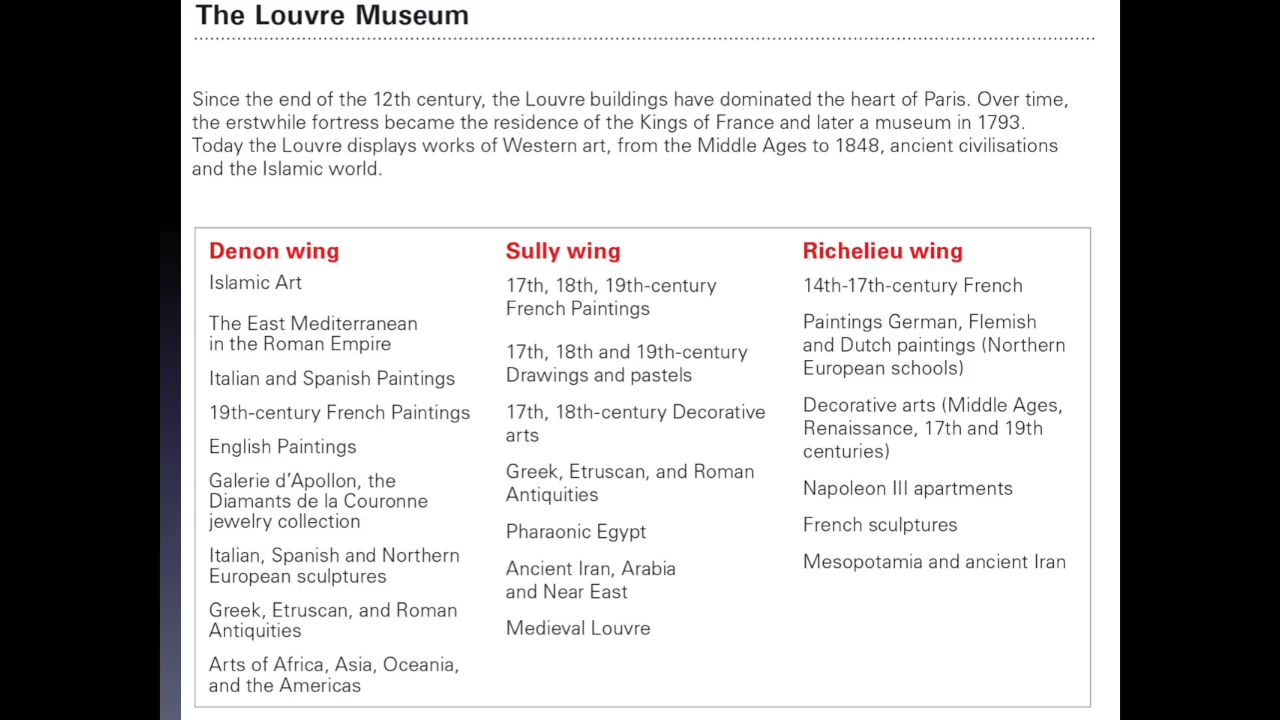 The Louvre Museum
Since the end of the 12th century, the Louvre buildings have dominated the heart of Paris. Over time,
the erstwhile fortress became the residence of the Kings of France and later a museum in 1793.
Today the Louvre displays works of Western art, from the Middle Ages to 1848, ancient civilisations
and the Islamic world.
Denon wing
Islamic Art
The East Mediterranean
in the Roman Empire
Italian and Spanish Paintings
19th-century French Paintings
English Paintings
Galerie d'Apollon, the
Diamants de la Couronne
jewelry collection
Italian, Spanish and Northern
European sculptures
Greek, Etruscan, and Roman
Antiquities
Arts of Africa, Asia, Oceania,
and the Americas
Sully wing
17th, 18th, 19th-century
French Paintings
17th, 18th and 19th-century
Drawings and pastels
17th, 18th-century Decorative
arts
Greek, Etruscan, and Roman
Antiquities
Pharaonic Egypt
Ancient Iran, Arabia
and Near East
Medieval Louvre
Richelieu wing
14th-17th-century French
Paintings German, Flemish
and Dutch paintings (Northern
European schools)
Decorative arts (Middle Ages,
Renaissance, 17th and 19th
centuries)
Napoleon III apartments
French sculptures
Mesopotamia and ancient Iran